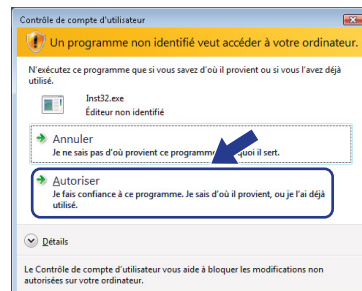 Contrôle de compte d'utilisateur
Un programme non identifié veut accéder à votre ordinateur.
N'exécutez ce programme que si vous savez d'où il provient ou si vous l'avez déjà
utilisé.
Inst32.exe
Éditeur non identifié
Annuler
Je ne sais pas d'où provient ce programme quoi il sert.
Autoriser
Je fais confiance à ce programme. Je sais d'où il provient, ou je l'ai déjà
utilisé.
Détails
Le Contrôle de compte d'utilisateur vous aide à bloquer les modifications non
autorisées sur votre ordinateur.